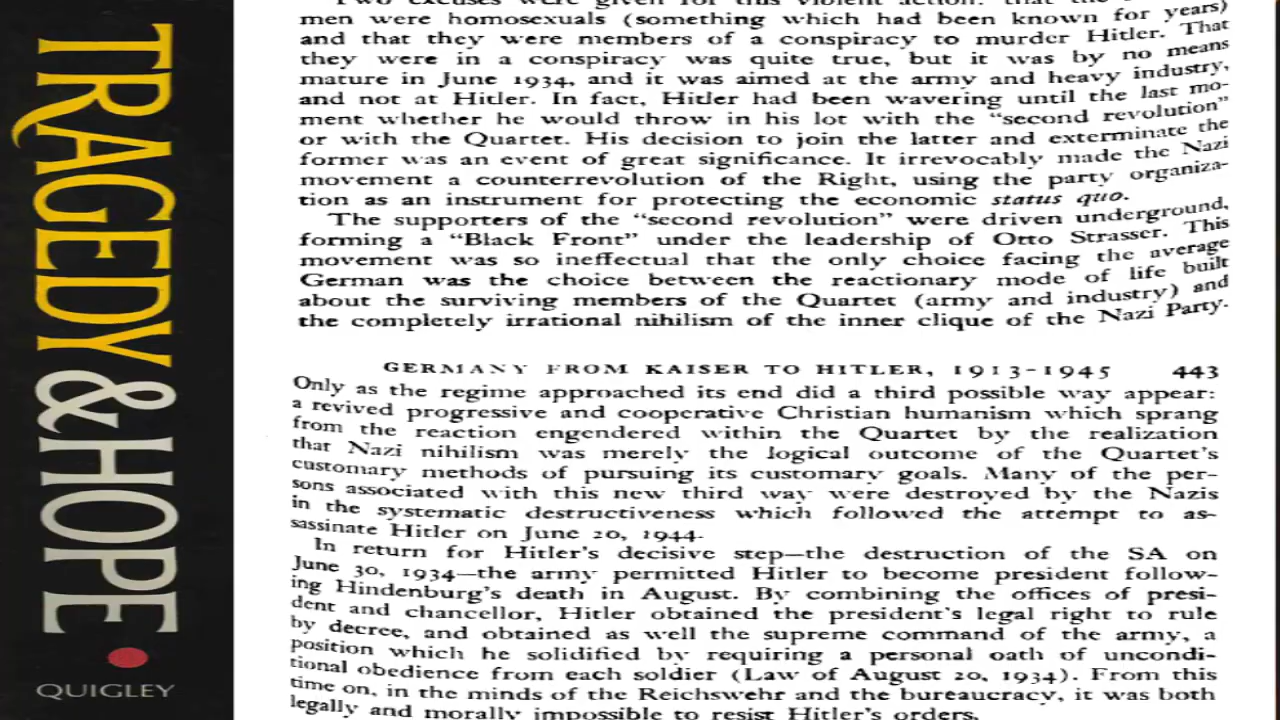 TRAGEDY & HOPE
QUIGLEY
men were homosexuals (something which had been known for years)
and that they were members of a conspiracy to murder Hitler. That
they were in a conspiracy was quite true, but it was by no means
mature in June 1934, and it was aimed at the army and heavy industry,
and not at Hitler. In fact, Hitler had been wavering until the last mo-
ment whether he would throw in his lot with the “second revolution”
or with the Quartet. His decision to join the latter and exterminate the
former was an event of great significance. It irrevocably made the Nazi
movement a counterrevolution of the Right, using the party organiza-
tion as an instrument for protecting the economic status quo.
The supporters of the “second revolution” were driven underground,
forming a “Black Front” under the leadership of Otto Strasser. This
movement was so ineffectual that the only choice facing the average
German was the choice between the reactionary mode of life built
about the surviving members of the Quartet (army and industry) and
the completely irrational nihilism of the inner clique of the Nazi Party.
GERMANY FROM KAISER TO HITLER, 1913-1945 443
Only as the regime approached its end did a third possible way appear:
a revived progressive and cooperative Christian humanism which sprang
from the reaction engendered within the Quartet by the realization
that Nazi nihilism was merely the logical outcome of the Quartet's
customary methods of pursuing its customary goals. Many of the per-
sons associated with this new third way were destroyed by the Nazis
in the systematic destructiveness which followed the attempt to as-
sassinate Hitler on June 20, 1944.
In return for Hitler's decisive step—the destruction of the SA on
June 30, 1934—the army permitted Hitler to become president follow-
ing Hindenburg's death in August. By combining the offices of presi-
dent and chancellor, Hitler obtained the president's legal right to rule
by decree, and obtained as well the supreme command of the army, a
position which he solidified by requiring a personal oath of uncondi-
tional obedience from each soldier (Law of August 20, 1934). From this
time on, in the minds of the Reichswehr and the bureaucracy, it was both
legally and morally impossible to resist Hitler's orders.